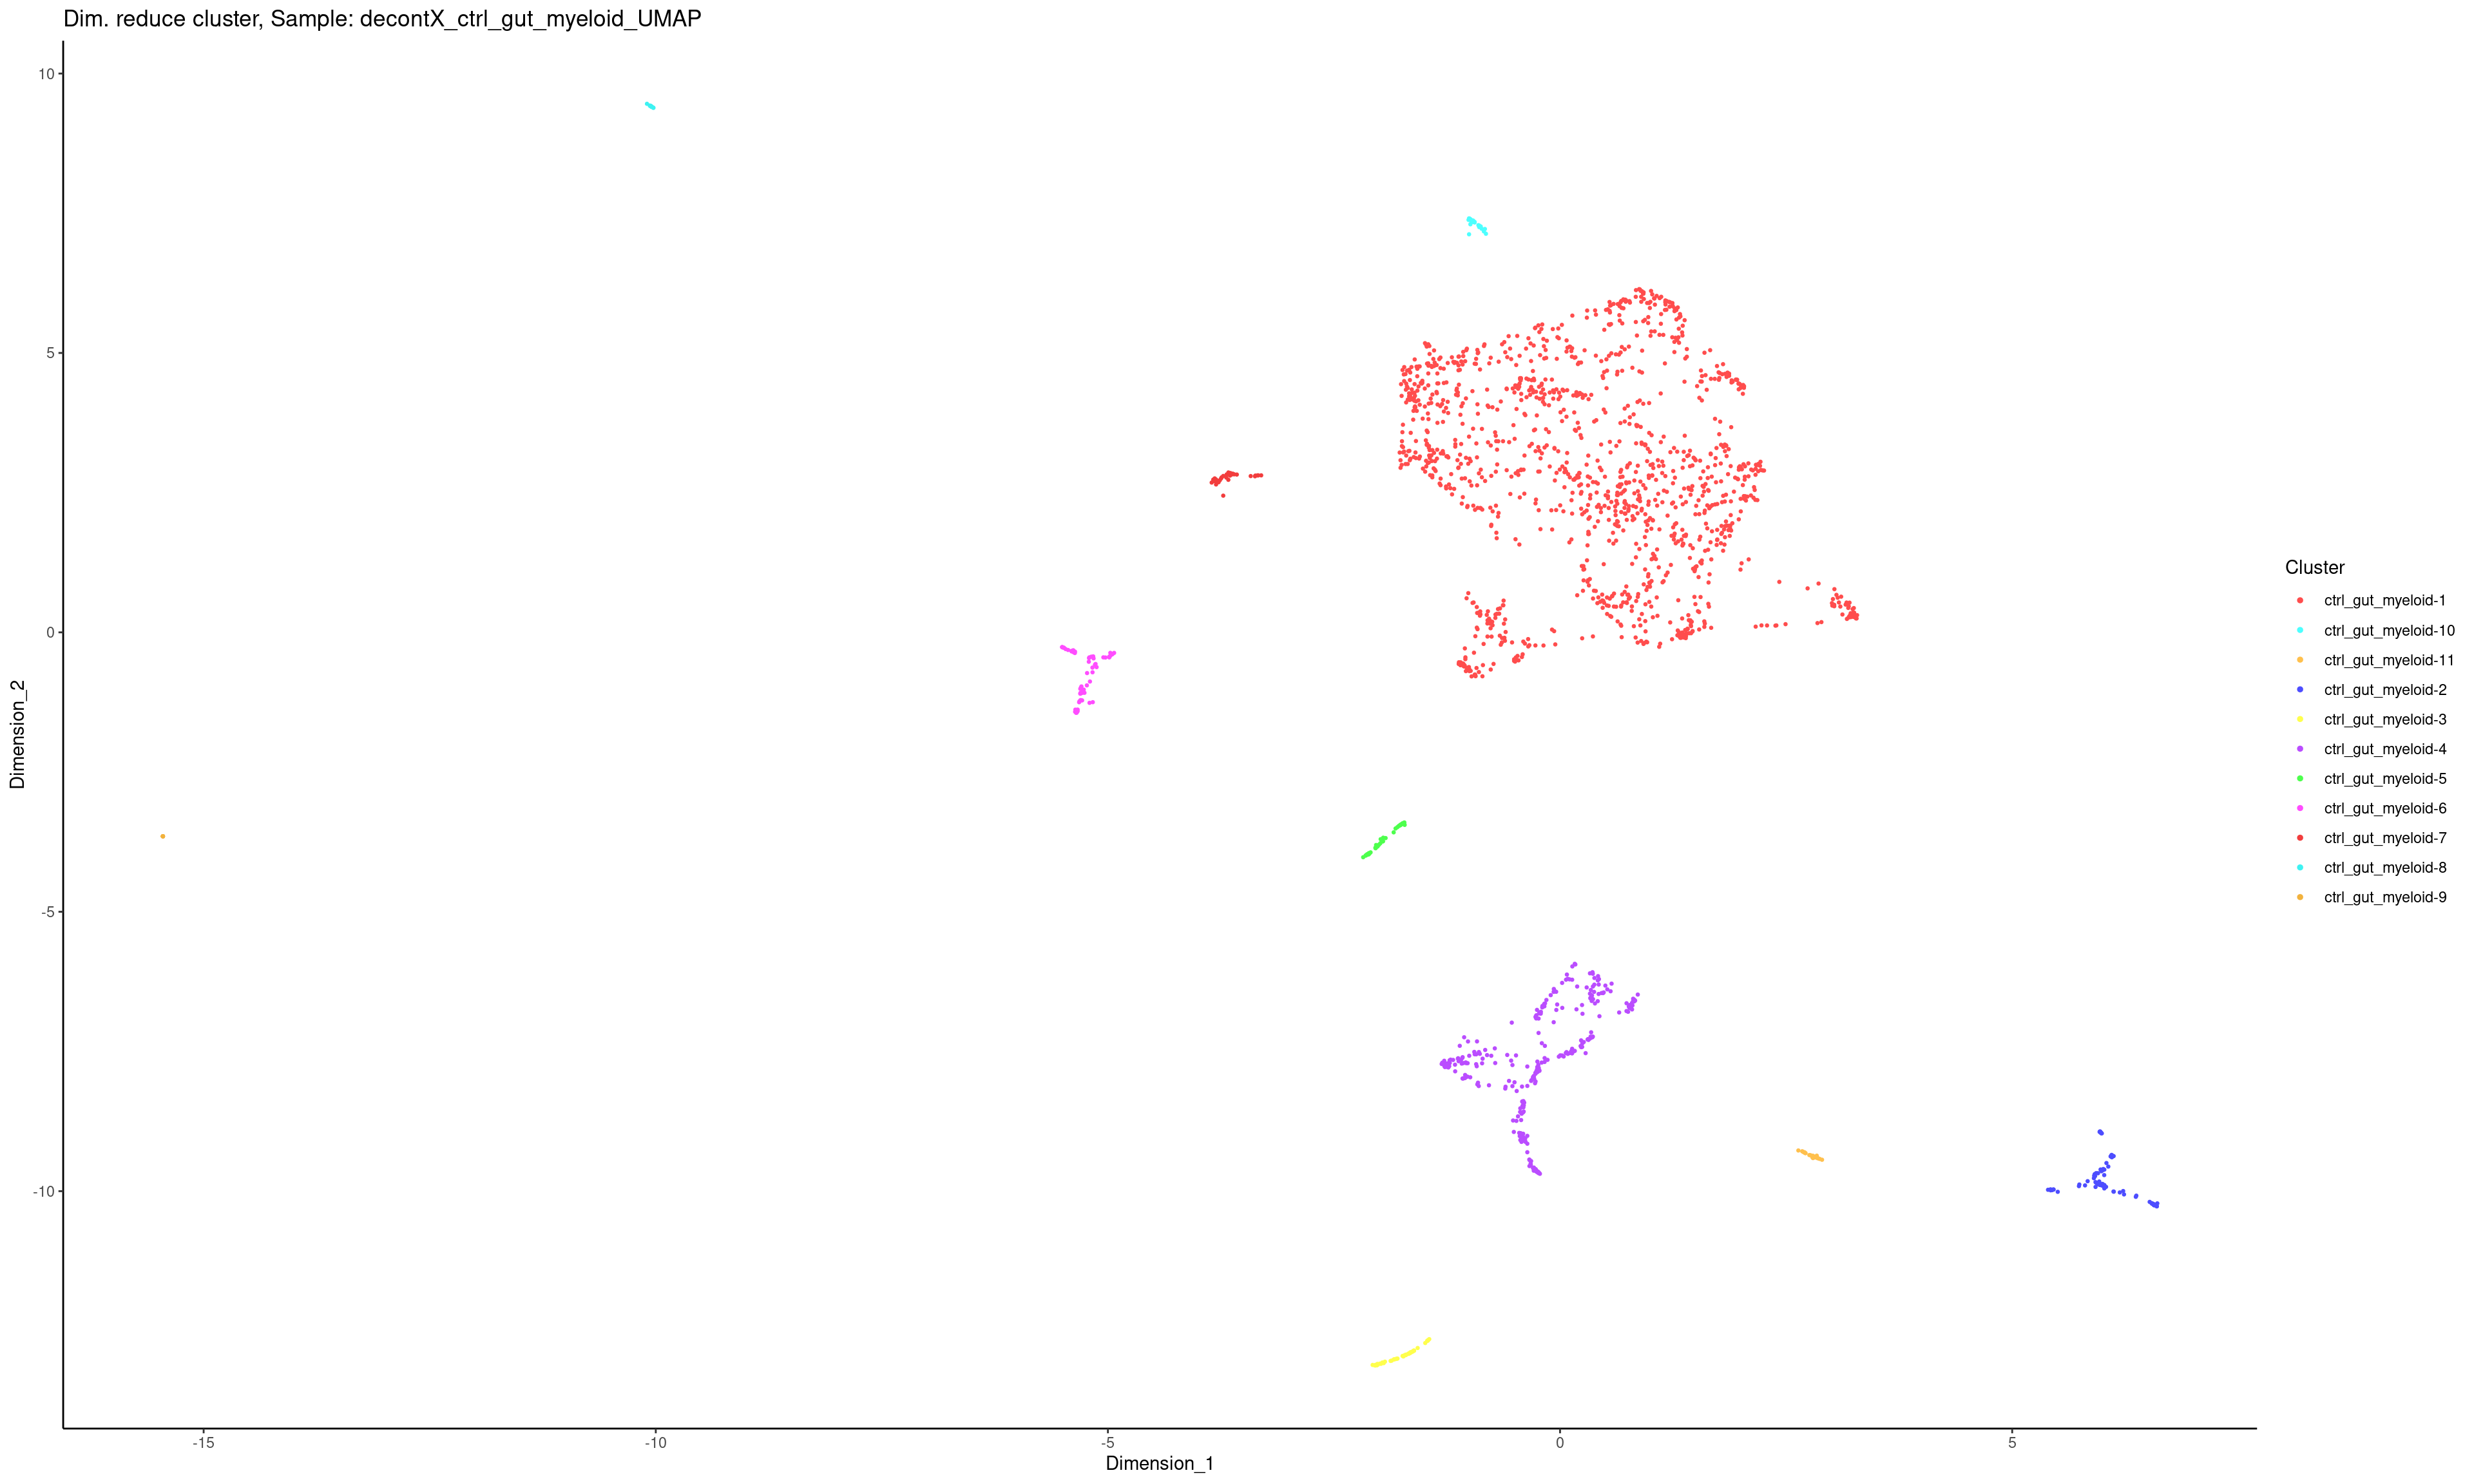 Dim. reduce cluster, Sample: decontX_ctrl_gut_myeloid_UMAP
10
5
0
-5
-10
Dimension_2
-15
-10
-5
0
5
Dimension_1
Cluster
ctrl_gut_myeloid-1
ctrl_gut_myeloid-10
ctrl_gut_myeloid-11
ctrl_gut_myeloid-2
ctrl_gut_myeloid-3
ctrl_gut_myeloid-4
ctrl_gut_myeloid-5
ctrl_gut_myeloid-6
ctrl_gut_myeloid-7
ctrl_gut_myeloid-8
ctrl_gut_myeloid-9